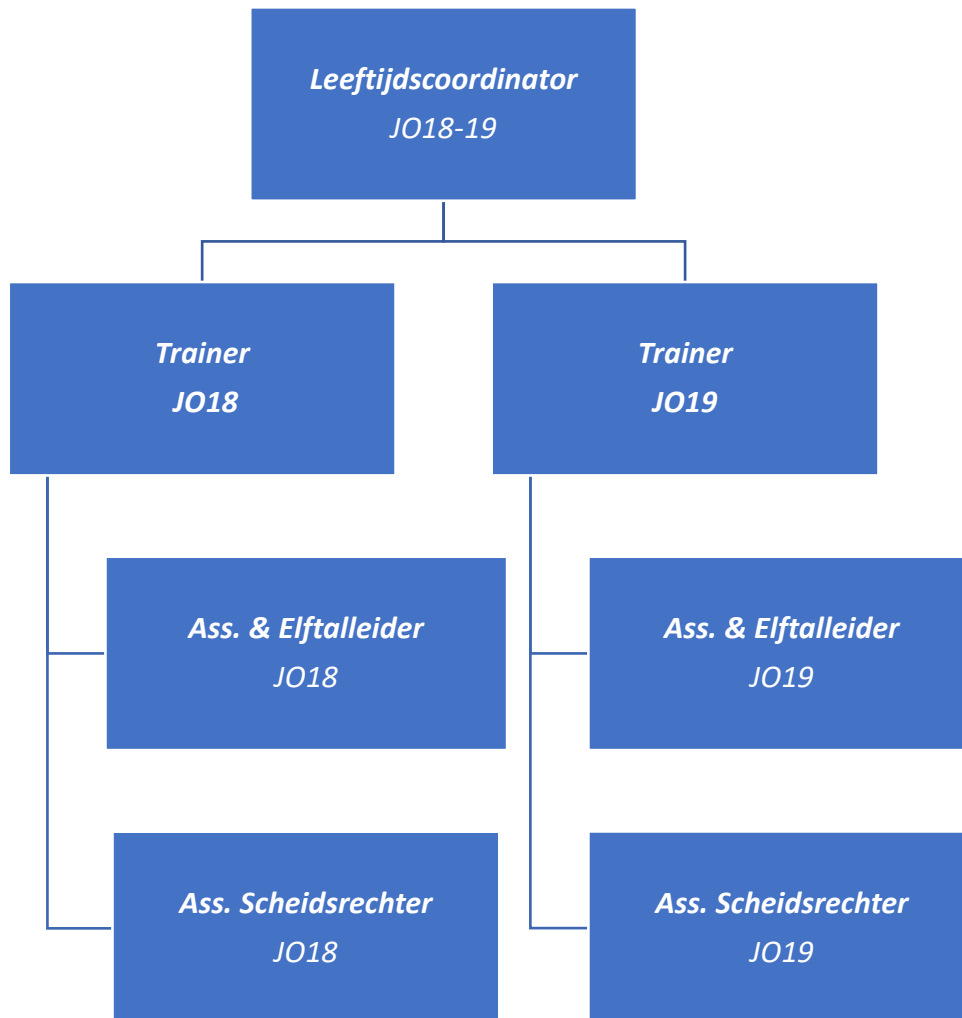 Leeftijdscoordinator
JO18-19
Trainer
JO18
Trainer
JO19
Ass. & Elftalleider
JO18
Ass. & Elftalleider
JO19
Ass. Scheidsrechter
JO18
Ass. Scheidsrechter
JO19